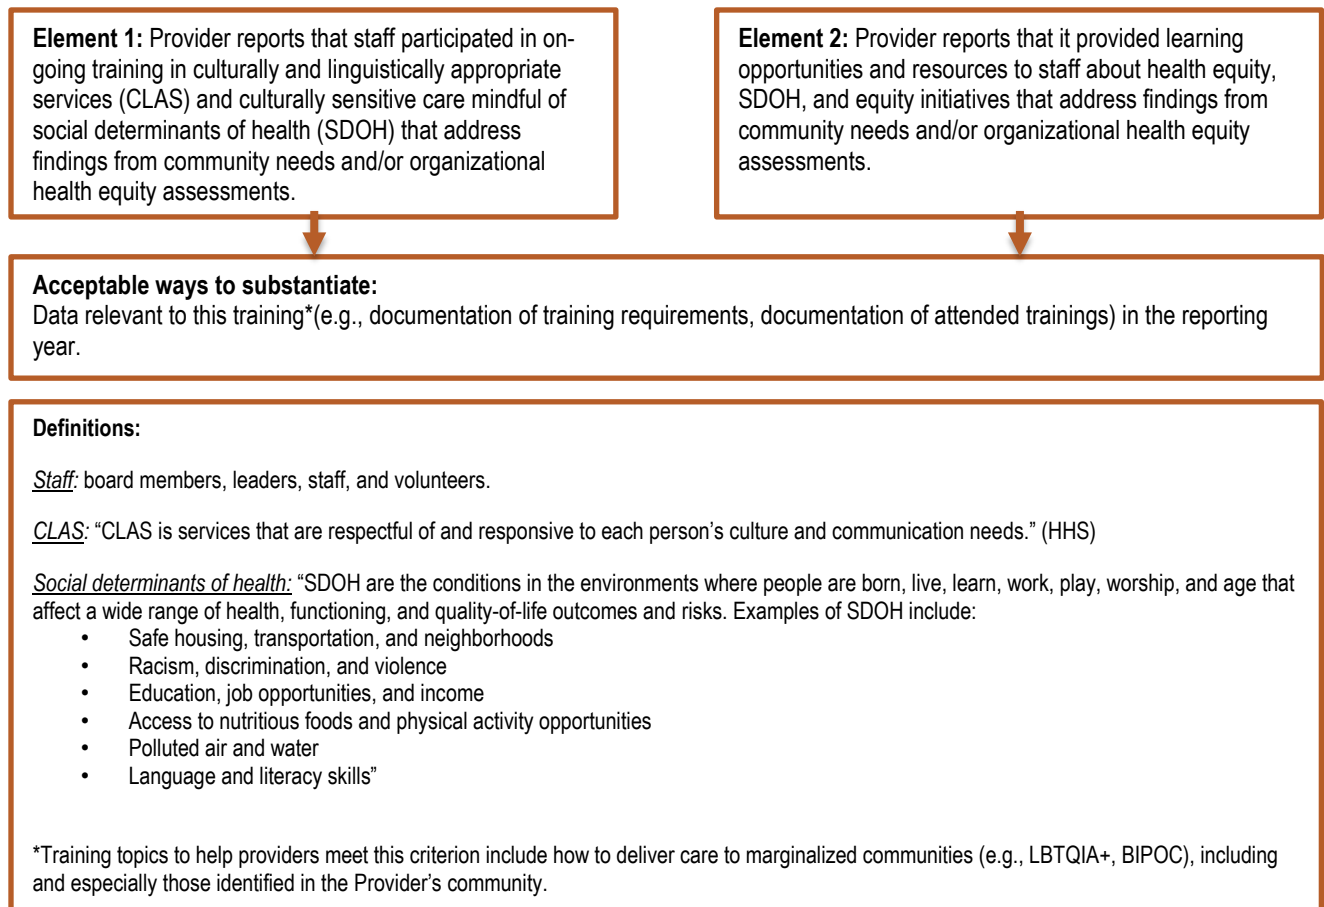 Element 1: Provider reports that staff participated in on-
going training in culturally and linguistically appropriate
services (CLAS) and culturally sensitive care mindful of
social determinants of health (SDOH) that address
findings from community needs and/or organizational
health equity assessments.
Element 2: Provider reports that it provided learning
opportunities and resources to staff about health equity,
SDOH, and equity initiatives that address findings from
community needs and/or organizational health equity
assessments.
Acceptable ways to substantiate:
Data relevant to this training*(e.g., documentation of training requirements, documentation of attended trainings) in the reporting
year.
Definitions:
Staff: board members, leaders, staff, and volunteers.
CLAS: “CLAS is services that are respectful of and responsive to each person’s culture and communication needs.” (HHS)
Social determinants of health: “SDOH are the conditions in the environments where people are born, live, learn, work, play, worship, and age that
affect a wide range of health, functioning, and quality-of-life outcomes and risks. Examples of SDOH include:
• Safe housing, transportation, and neighborhoods
• Racism, discrimination, and violence
• Education, job opportunities, and income
• Access to nutritious foods and physical activity opportunities
• Polluted air and water
• Language and literacy skills”
*Training topics to help providers meet this criterion include how to deliver care to marginalized communities (e.g., LBTQIA+, BIPOC), including
and especially those identified in the Provider’s community.